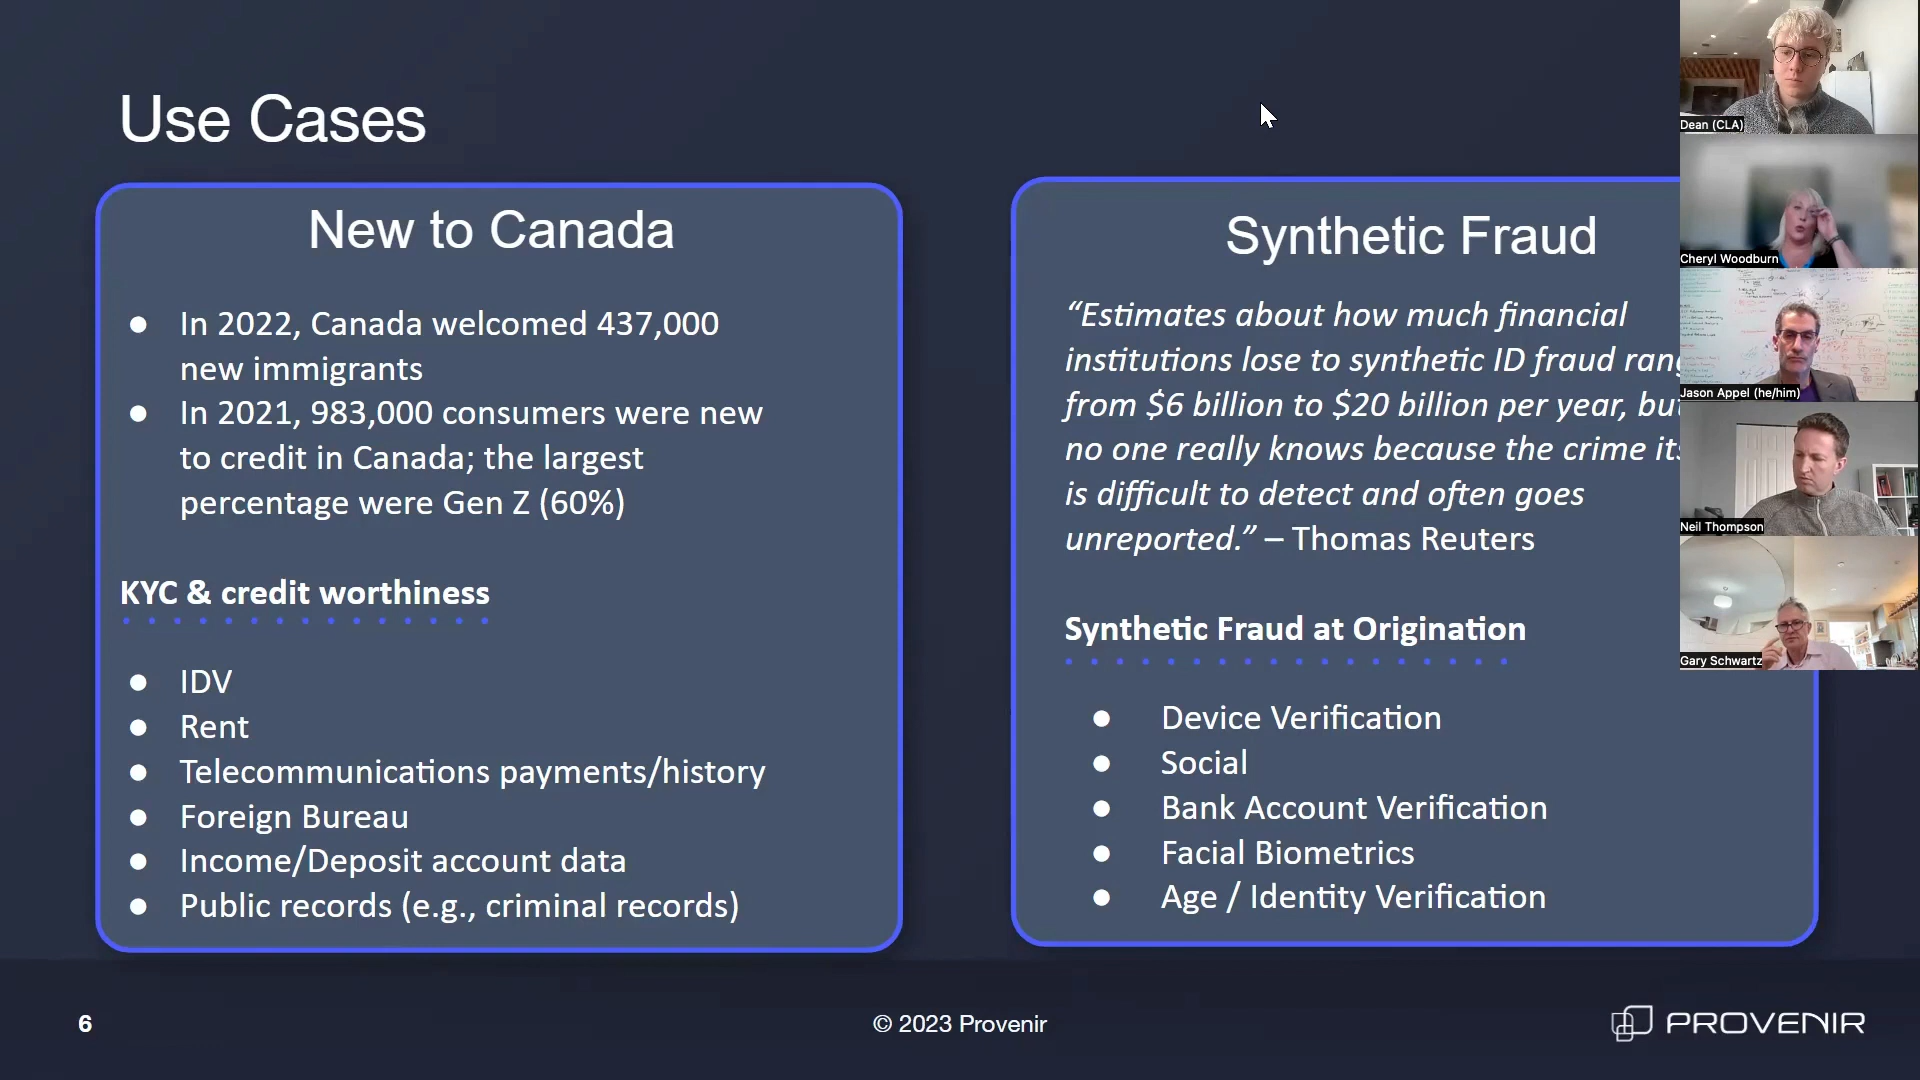 Use Cases
New to Canada
● In 2022, Canada welcomed 437,000
new immigrants
● In 2021, 983,000 consumers were new
to credit in Canada; the largest
percentage were Gen Z (60%)
KYC & credit worthiness
● IDV
● Rent
● Telecommunications payments/history
● Foreign Bureau
● Income/Deposit account data
● Public records (e.g., criminal records)
Synthetic Fraud
“Estimates about how much financial
institutions lose to synthetic ID fraud rang
from $6 billion to $20 billion per year, but
no one really knows because the crime its
is difficult to detect and often goes
unreported.” – Thomas Reuters
Synthetic Fraud at Origination
● Device Verification
● Social
● Bank Account Verification
● Facial Biometrics
● Age / Identity Verification
Dean (CLA)
Cheryl Woodburn
Jason Appel (he/him)
Neil Thompson
Gary Schwartz
6
© 2023 Provenir
PROVENIR